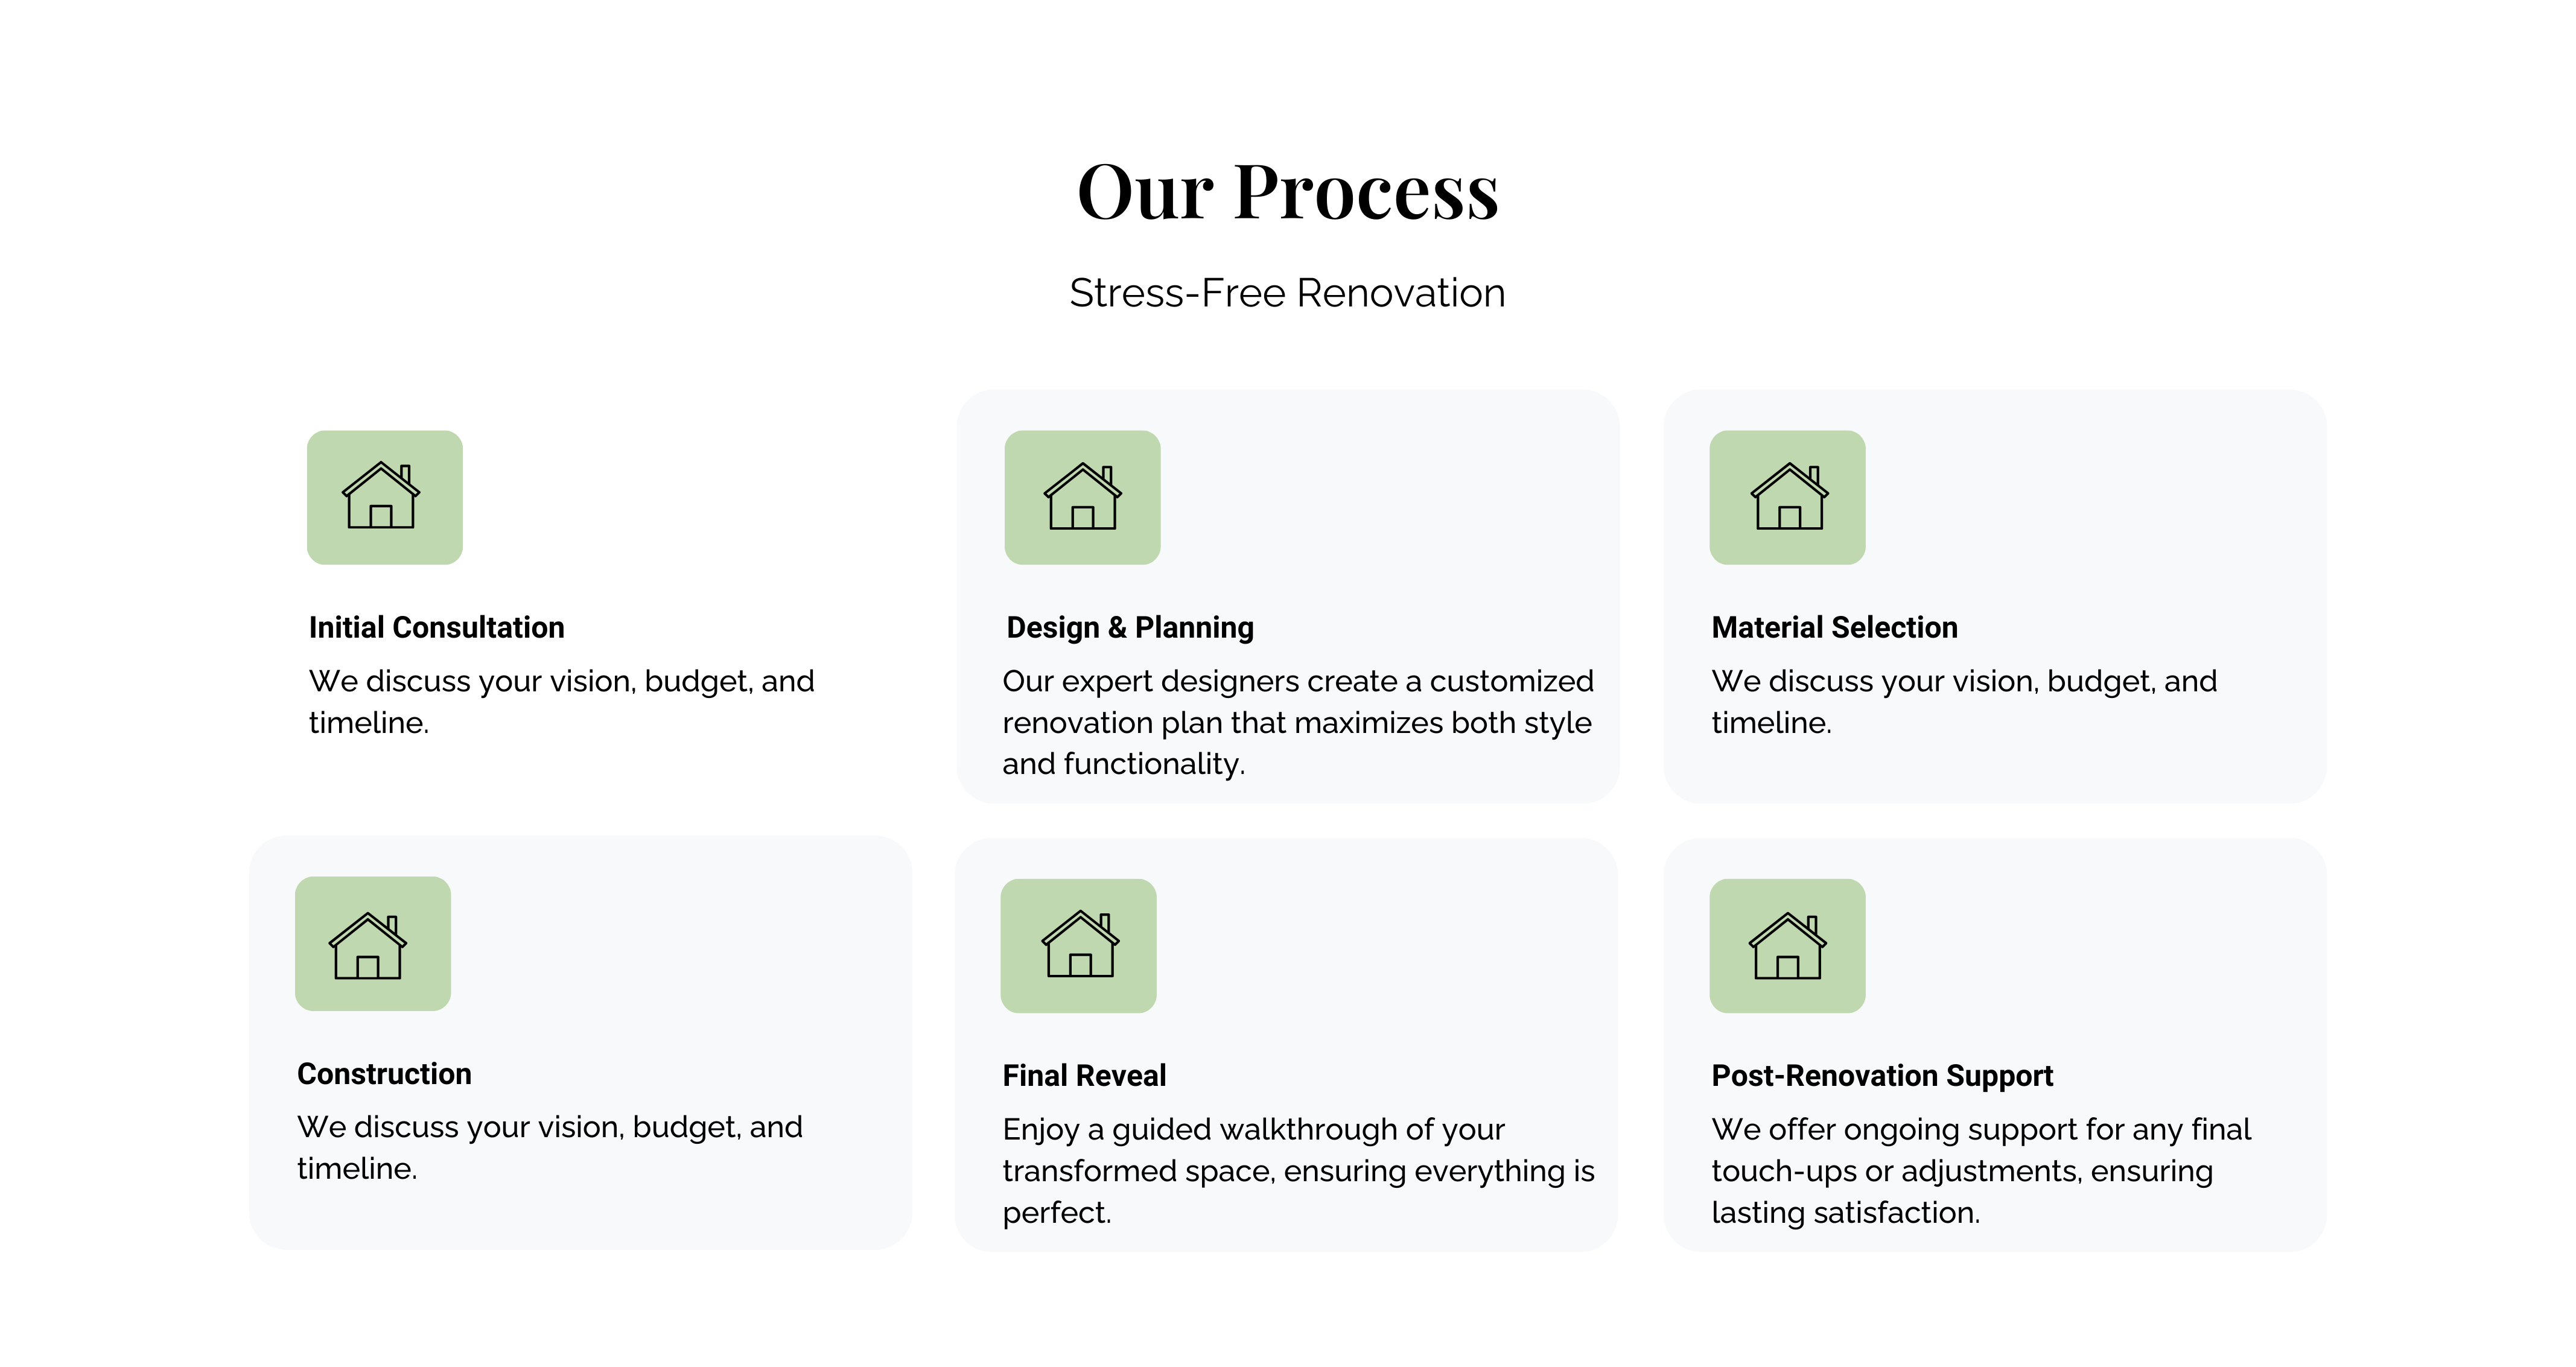 Our Process
Stress-Free Renovation
Initial Consultation
We discuss your vision, budget, and
timeline.
Design & Planning
Our expert designers create a customized
renovation plan that maximizes both style
and functionality.
Material Selection
We discuss your vision, budget, and
timeline.
Construction
We discuss your vision, budget, and
timeline.
Final Reveal
Enjoy a guided walkthrough of your
transformed space, ensuring everything is
perfect.
Post-Renovation Support
We offer ongoing support for any final
touch-ups or adjustments, ensuring
lasting satisfaction.